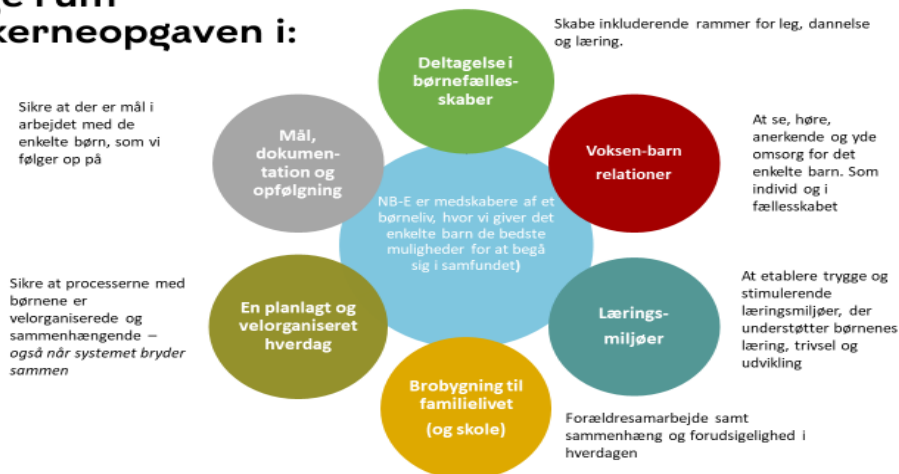 kerneopgaven i:
Skabe inkluderende rammer for leg, dannelse
og læring.
Deltagelse i
børnefælles-
skaber
Sikre at der er mål i
arbejdet med de
enkelte børn, som vi
følger op på
Mål,
dokumen-
tation og
opfølgning
Voksen-barn
relationer
At se, høre,
anerkende og yde
omsorg for det
enkelte barn. Som
individ og i
fællesskabet
NB-E er medskabere af et
børneliv, hvor vi giver det
enkelte barn de bedste
muligheder for at begå
sig i samfundet)
Sikre at processerne med
børnene er
velorganiserede og
sammenhængende –
også når systemet bryder
sammen
En planlagt og
velorganiseret
hverdag
Lærings-
miljøer
At etablere trygge og
stimulerende
læringsmiljøer, der
understøtter børnenes
læring, trivsel og
udvikling
Brobygning til
familielivet
(og skole)
Forældresamarbejde samt
sammenhæng og forudsigelighed i
hverdagen